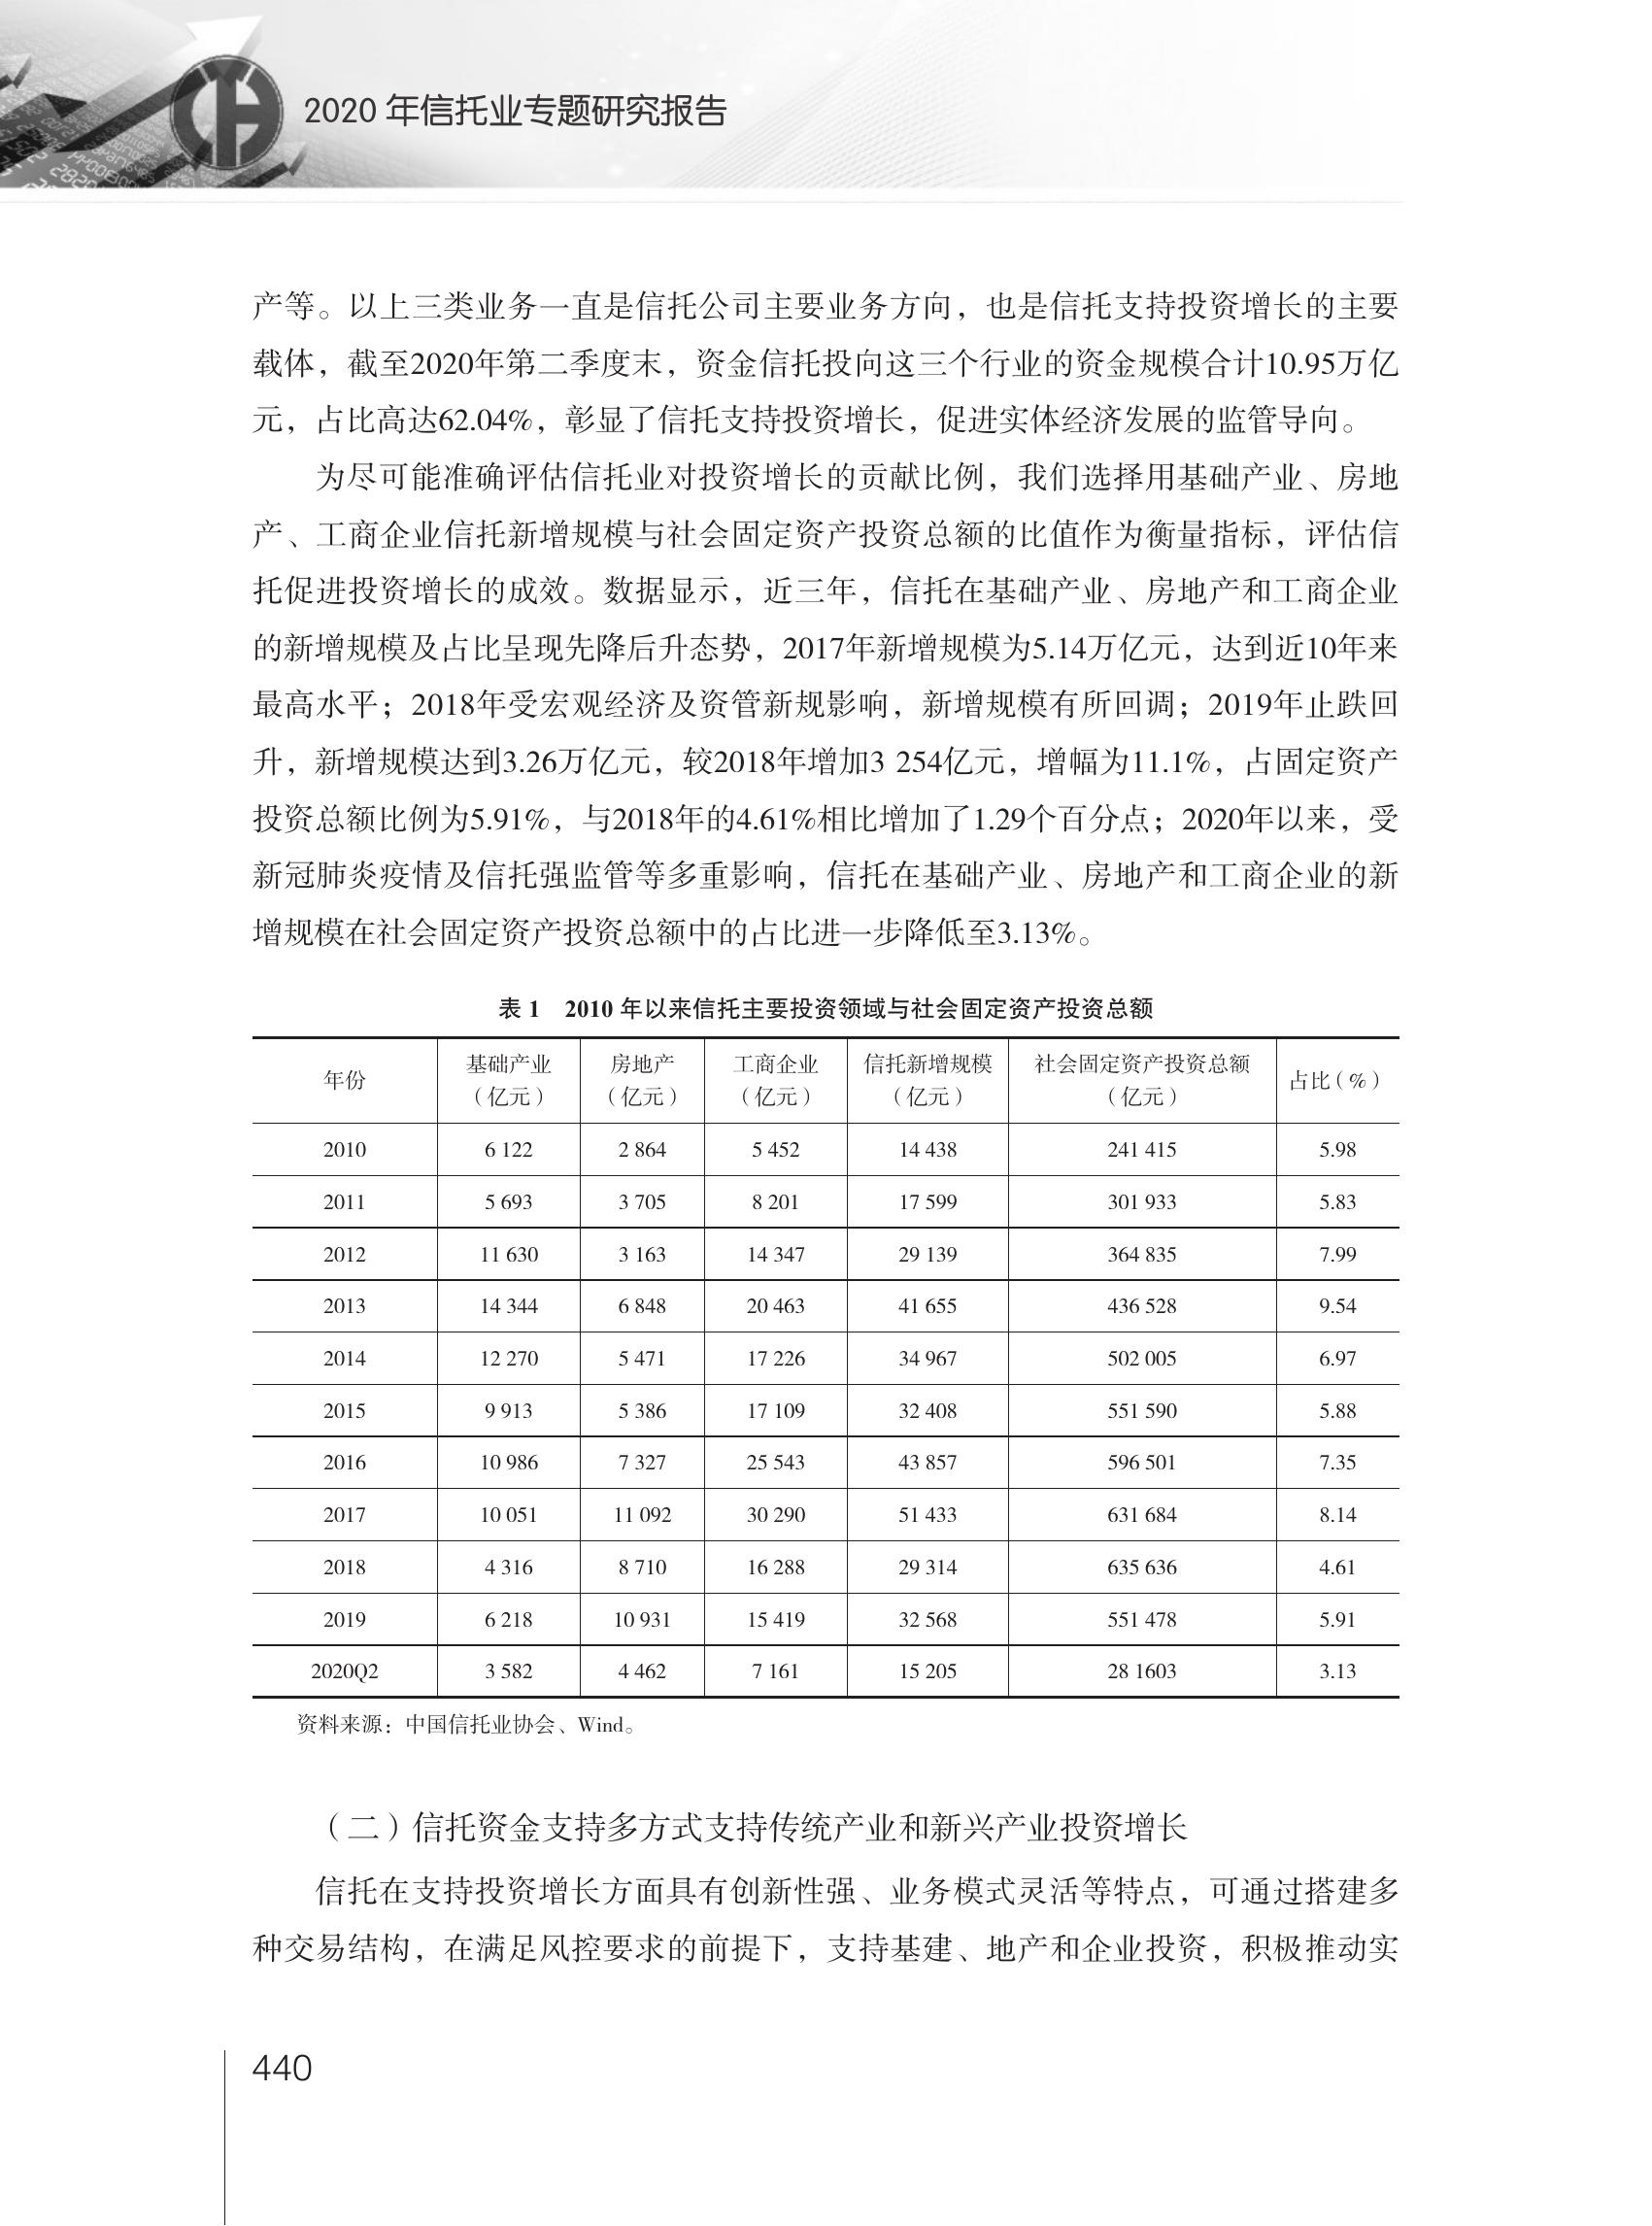 2020 年信托业专题研究报告
产等。以上三类业务一直是信托公司主要业务方向，也是信托支持投资增长的主要
载体，截至2020年第二季度末，资金信托投向这三个行业的资金规模合计10.95万亿
元，占比高达62.04%，彰显了信托支持投资增长，促进实体经济发展的监管导向。
为尽可能准确评估信托业对投资增长的贡献比例，我们选择用基础产业、房地
产、工商企业信托新增规模与社会固定资产投资总额的比值作为衡量指标，评估信
托促进投资增长的成效。数据显示，近三年，信托在基础产业、房地产和工商企业
的新增规模及占比呈现先降后升态势，2017年新增规模为5.14万亿元，达到近10年来
最高水平；2018年受宏观经济及资管新规影响，新增规模有所回调；2019年止跌回
升，新增规模达到3.26万亿元，较2018年增加3 254亿元，增幅为11.1%，占固定资产
投资总额比例为5.91%，与2018年的4.61%相比增加了1.29个百分点；2020年以来，受
新冠肺炎疫情及信托强监管等多重影响，信托在基础产业、房地产和工商企业的新
增规模在社会固定资产投资总额中的占比进一步降低至3.13%。
表 1　2010 年以来信托主要投资领域与社会固定资产投资总额
年份 基础产业（亿元） 房地产（亿元） 工商企业（亿元） 信托新增规模（亿元） 社会固定资产投资总额（亿元） 占比（%）
2010 6 122 2 864 5 452 14 438 241 415 5.98
2011 5 693 3 705 8 201 17 599 301 933 5.83
2012 11 630 3 163 14 347 29 139 364 835 7.99
2013 14 344 6 848 20 463 41 655 436 528 9.54
2014 12 270 5 471 17 226 34 967 502 005 6.97
2015 9 913 5 386 17 109 32 408 551 590 5.88
2016 10 986 7 327 25 543 43 857 596 501 7.35
2017 10 051 11 092 30 290 51 433 631 684 8.14
2018 4 316 8 710 16 288 29 314 635 636 4.61
2019 6 218 10 931 15 419 32 568 551 478 5.91
2020Q2 3 582 4 462 7 161 15 205 28 1603 3.13
资料来源：中国信托业协会、Wind。
（二）信托资金支持多方式支持传统产业和新兴产业投资增长
信托在支持投资增长方面具有创新性强、业务模式灵活等特点，可通过搭建多
种交易结构，在满足风控要求的前提下，支持基建、地产和企业投资，积极推动实
440